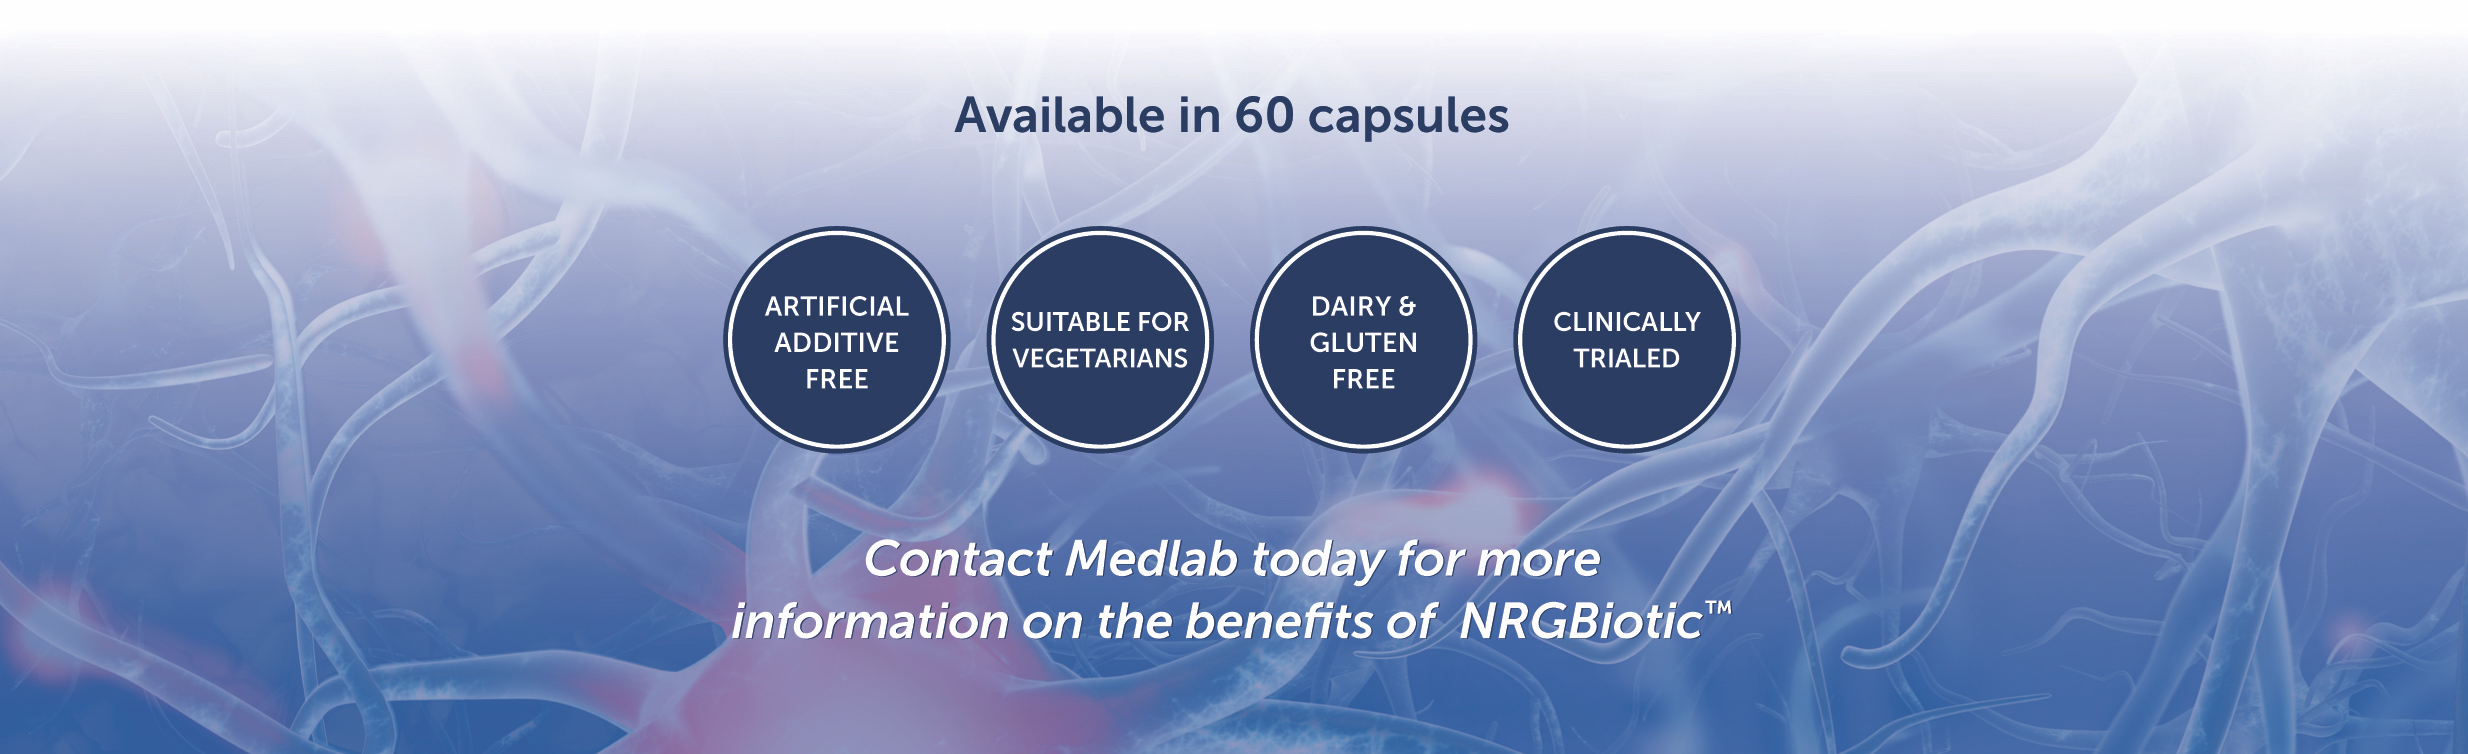 Available in 60 capsules
ARTIFICIAL
ADDITIVE
FREE
SUITABLE FOR
VEGETARIANS
DAIRY &
GLUTEN
FREE
CLINICALLY
TRIALED
Contact Medlab today for more
information on the benefits of NRGBiotic™